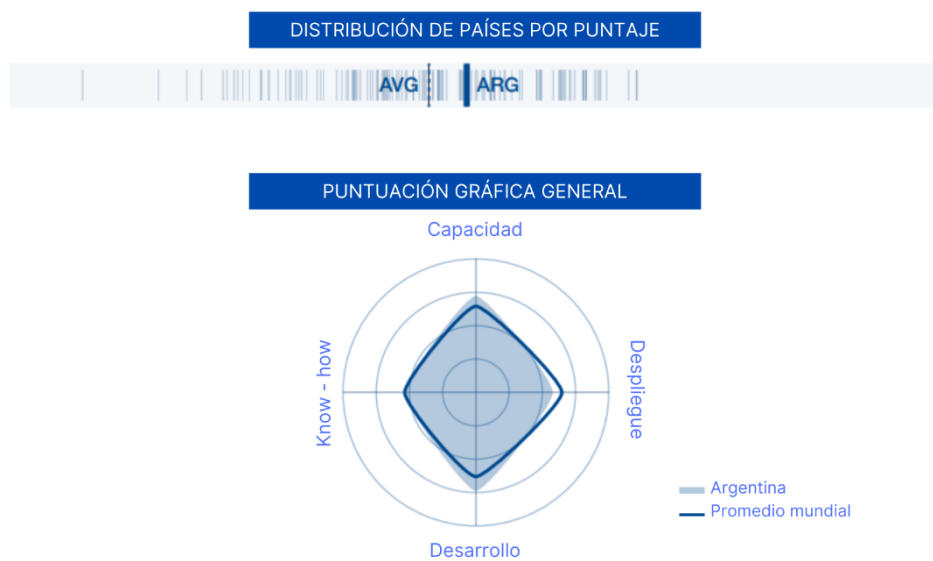 DISTRIBUCIÓN DE PAÍSES POR PUNTAJE
AVG
ARG
PUNTUACIÓN GRÁFICA GENERAL
Capacidad
Know - how
Despliegue
Argentina
Promedio mundial
Desarrollo